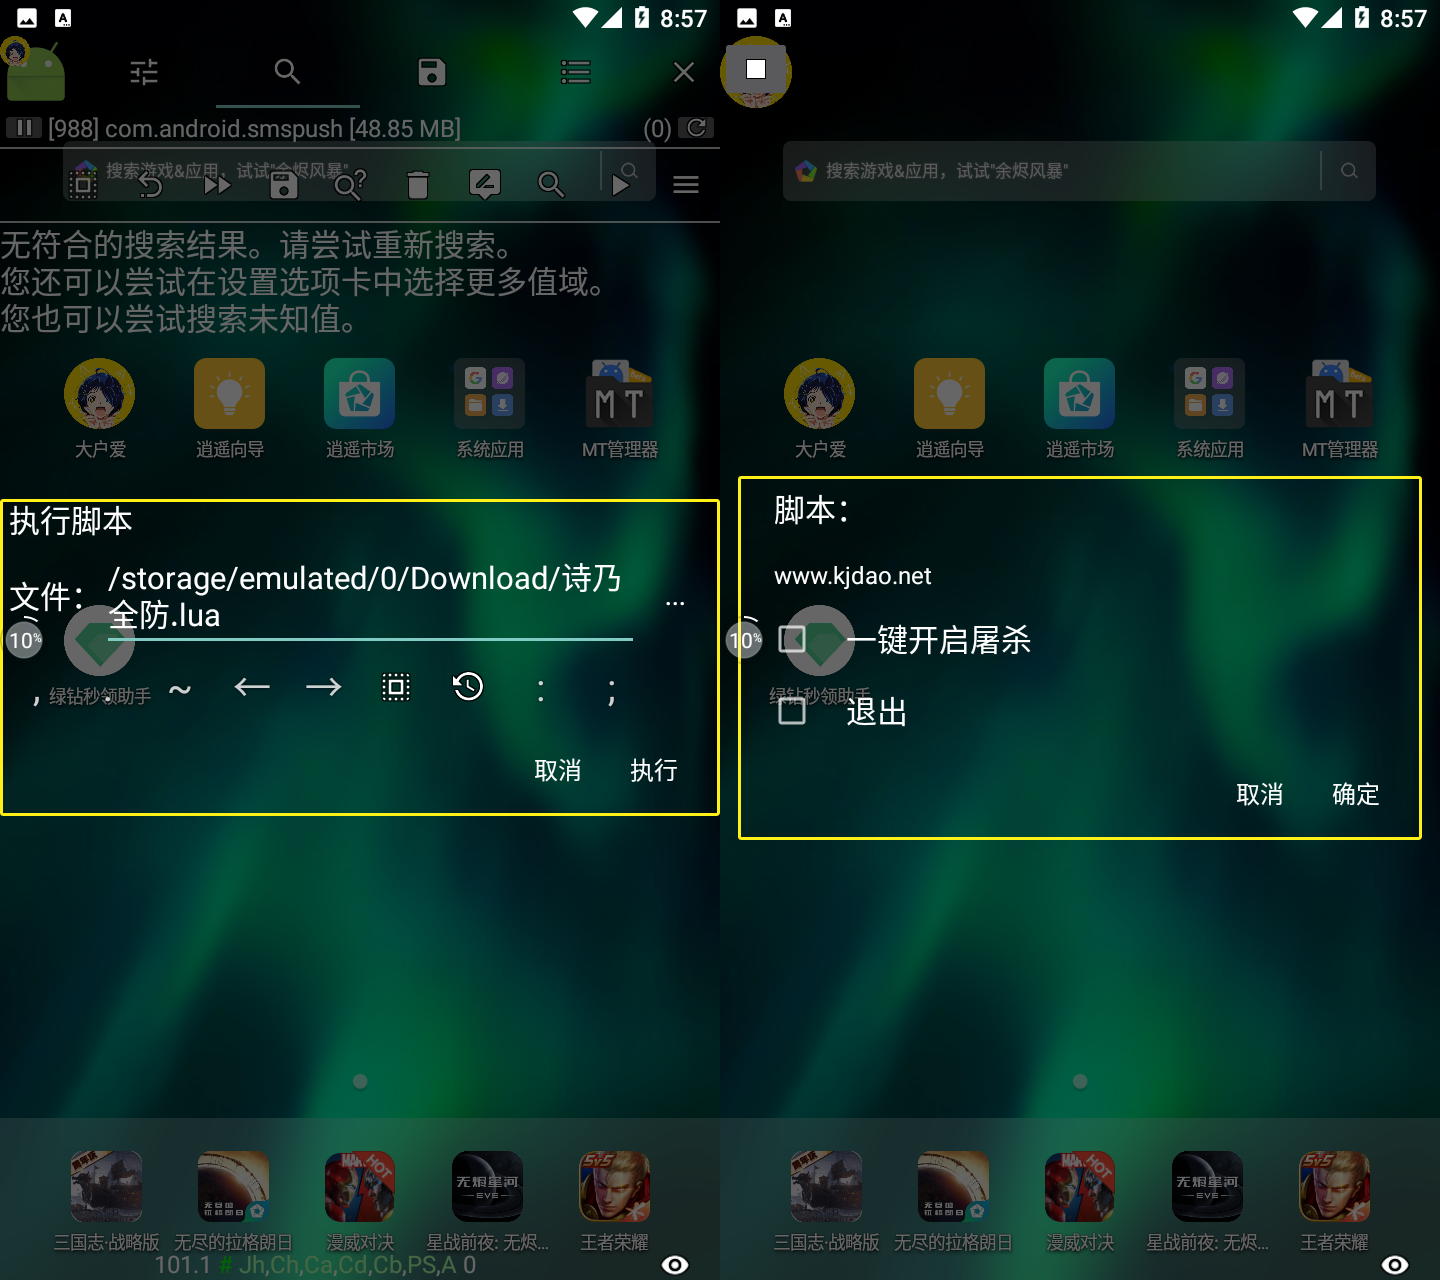 8:57
[988] com.android.smspush [48.85 MB]
(0)
搜索游戏&应用，试试"余烬风暴"
无符合的搜索结果。请尝试重新搜索。
您还可以尝试在设置选项卡中选择更多值域。
您也可以尝试搜索未知值。
大户爱
逍遥向导
逍遥市场
系统应用
MT管理器
执行脚本
文件：
/storage/emulated/0/Download/诗乃
全防.lua
...
10%
, . ~ ← → : ;
绿钻秒领助手
取消
执行
三国志·战略版
无尽的拉格朗日
漫威对决
星战前夜: 无烬...
王者荣耀
101.1 # Jh,Ch,Ca,Cd,Cb,PS,A 0
8:57
搜索游戏&应用，试试"余烬风暴"
大户爱
逍遥向导
逍遥市场
系统应用
MT管理器
脚本：
www.kjdao.net
10%
一键开启屠杀
绿钻秒领助手
退出
取消
确定
三国志·战略版
无尽的拉格朗日
漫威对决
星战前夜: 无烬...
王者荣耀